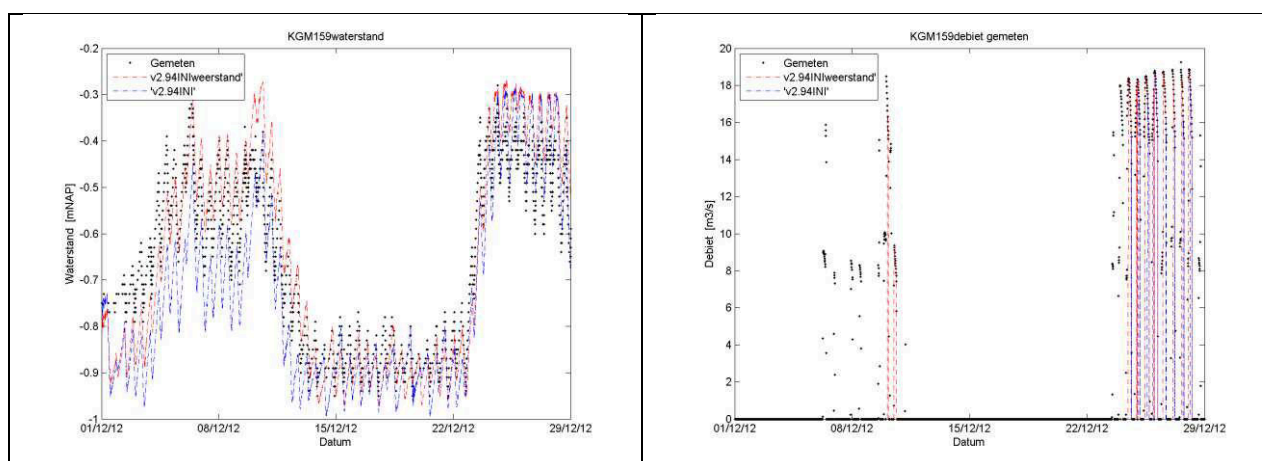 KGM159waterstand
Gemeten
v2.94INIweerstand'
'v2.94INI'
Waterstand [mNAP]
-0.2
-0.3
-0.4
-0.5
-0.6
-0.7
-0.8
-0.9
-1
01/12/12
08/12/12
15/12/12
22/12/12
29/12/12
Datum
KGM159debiet gemeten
Gemeten
v2.94INIweerstand'
'v2.94INI'
Debiet [m3/s]
20
18
16
14
12
10
8
6
4
2
0
01/12/12
08/12/12
15/12/12
22/12/12
29/12/12
Datum